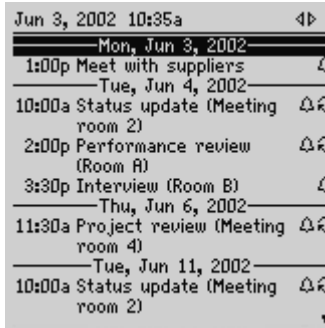 Jun 3, 2002 10:35a
Mon, Jun 3, 2002
1:00p Meet with suppliers
Tue, Jun 4, 2002
10:00a Status update (Meeting
room 2)
2:00p Performance review
(Room A)
3:30p Interview (Room B)
Thu, Jun 6, 2002
11:30a Project review (Meeting
room 4)
Tue, Jun 11, 2002
10:00a Status update (Meeting
room 2)